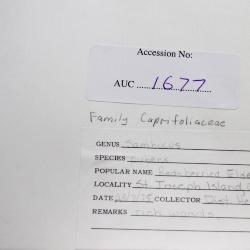 Accession No:
AUC 1677
Family Caprifoliaceae
GENUS Sambucus
SPECIES pubens
POPULAR NAME Red-berried Elder
LOCALITY St Joseph Island
DATE COLLECTOR
REMARKS rich woods